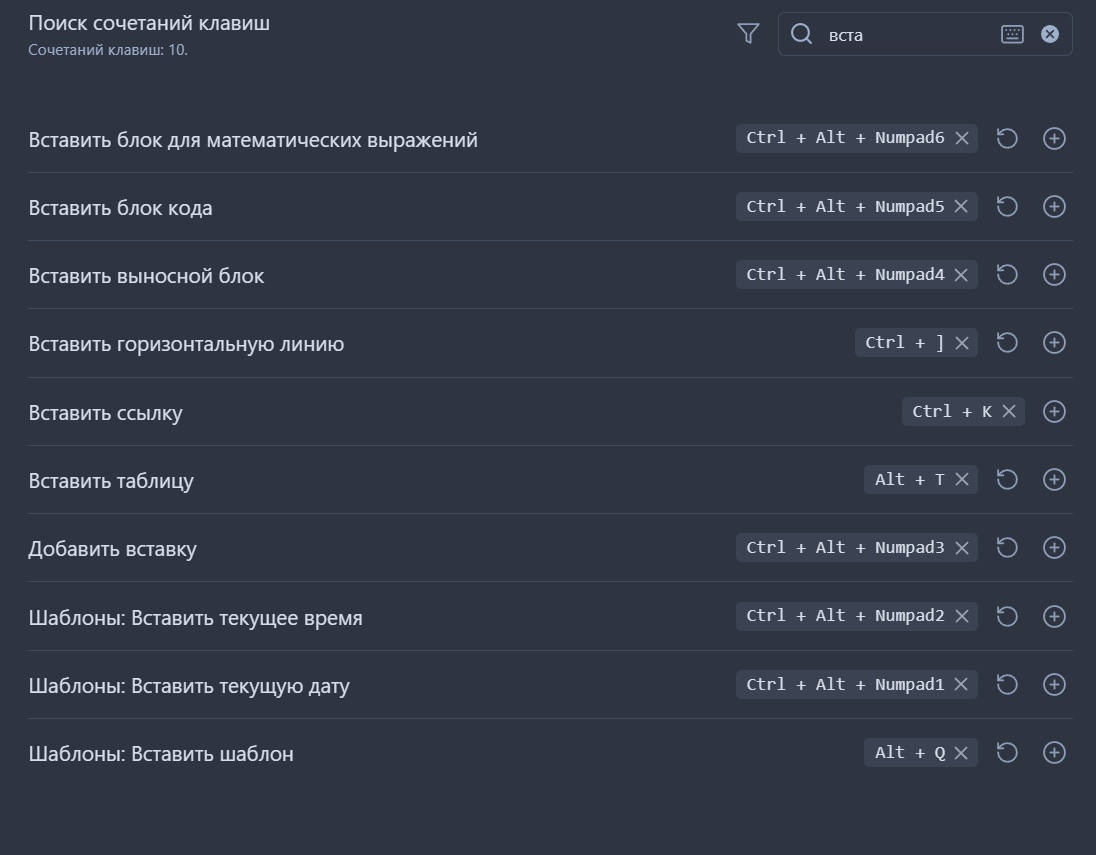 Поиск сочетаний клавиш
Сочетаний клавиш: 10.
вста
Вставить блок для математических выражений Ctrl + Alt + Numpad6
Вставить блок кода Ctrl + Alt + Numpad5
Вставить выносной блок Ctrl + Alt + Numpad4
Вставить горизонтальную линию Ctrl + ]
Вставить ссылку Ctrl + K
Вставить таблицу Alt + T
Добавить вставку Ctrl + Alt + Numpad3
Шаблоны: Вставить текущее время Ctrl + Alt + Numpad2
Шаблоны: Вставить текущую дату Ctrl + Alt + Numpad1
Шаблоны: Вставить шаблон Alt + Q